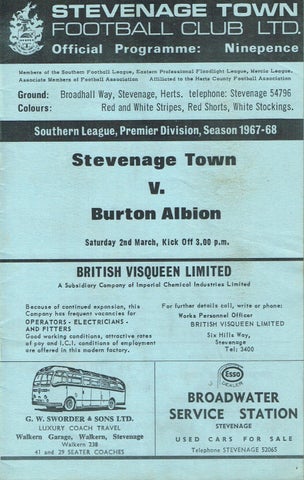 STEVENAGE TOWN
FOOTBALL CLUB LTD.
Official Programme: Ninepence
Members of the Southern Football League, Eastern Professional Floodlight League, Mercia League,
Associate Members of Football Association Affiliated to the Herts County Football Association
Ground: Broadhall Way, Stevenage, Herts. telephone: Stevenage 54796
Colours: Red and White Stripes, Red Shorts, White Stockings.
Southern League, Premier Division, Season 1967-68
Stevenage Town
V.
Burton Albion
Saturday 2nd March, Kick Off 3.00 p.m.
BRITISH VISQUEEN LIMITED
A Subsidiary Company of Imperial Chemical Industries Limited
Because of continued expansion, this
Company has frequent vacancies for
OPERATORS - ELECTRICIANS -
AND FITTERS
Good working conditions, attractive rates
of pay and I.C.I. conditions of employment
are offered in this modern factory.
For further details call, write or phone:
Works Personnel Officer
BRITISH VISQUEEN LIMITED
Six Hills Way,
Stevenage
Tel: 3400
G. W. SWORDER & SONS LTD.
LUXURY COACH TRAVEL
Walkern Garage, Walkern, Stevenage
Walkern 238
41 and 29 SEATER COACHES
Esso
DEALER
BROADWATER
SERVICE STATION
STEVENAGE
USED CARS FOR SALE
Telephone STEVENAGE 52065